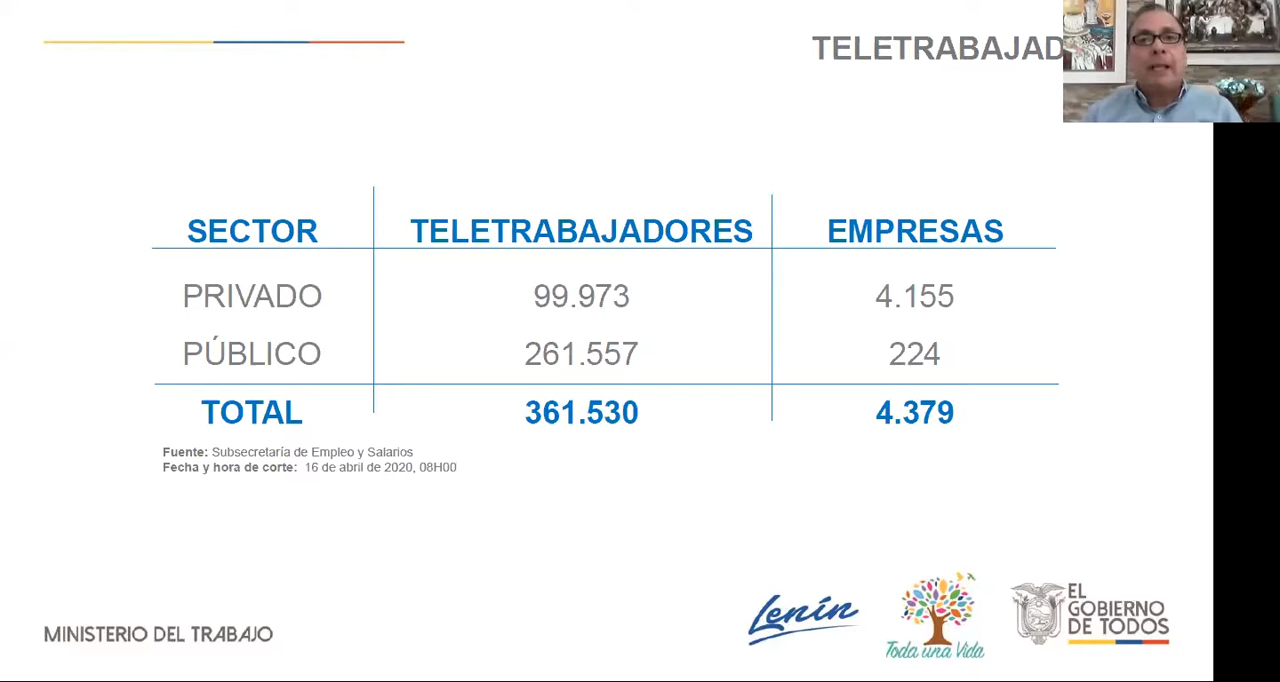 TELETRABAJAD
SECTOR TELETRABAJADORES EMPRESAS
PRIVADO 99.973 4.155
PÚBLICO 261.557 224
TOTAL 361.530 4.379
Fuente: Subsecretaría de Empleo y Salarios
Fecha y hora de corte: 16 de abril de 2020, 08H00
MINISTERIO DEL TRABAJO
Lenín
Toda una Vida
EL
GOBIERNO
DE TODOS